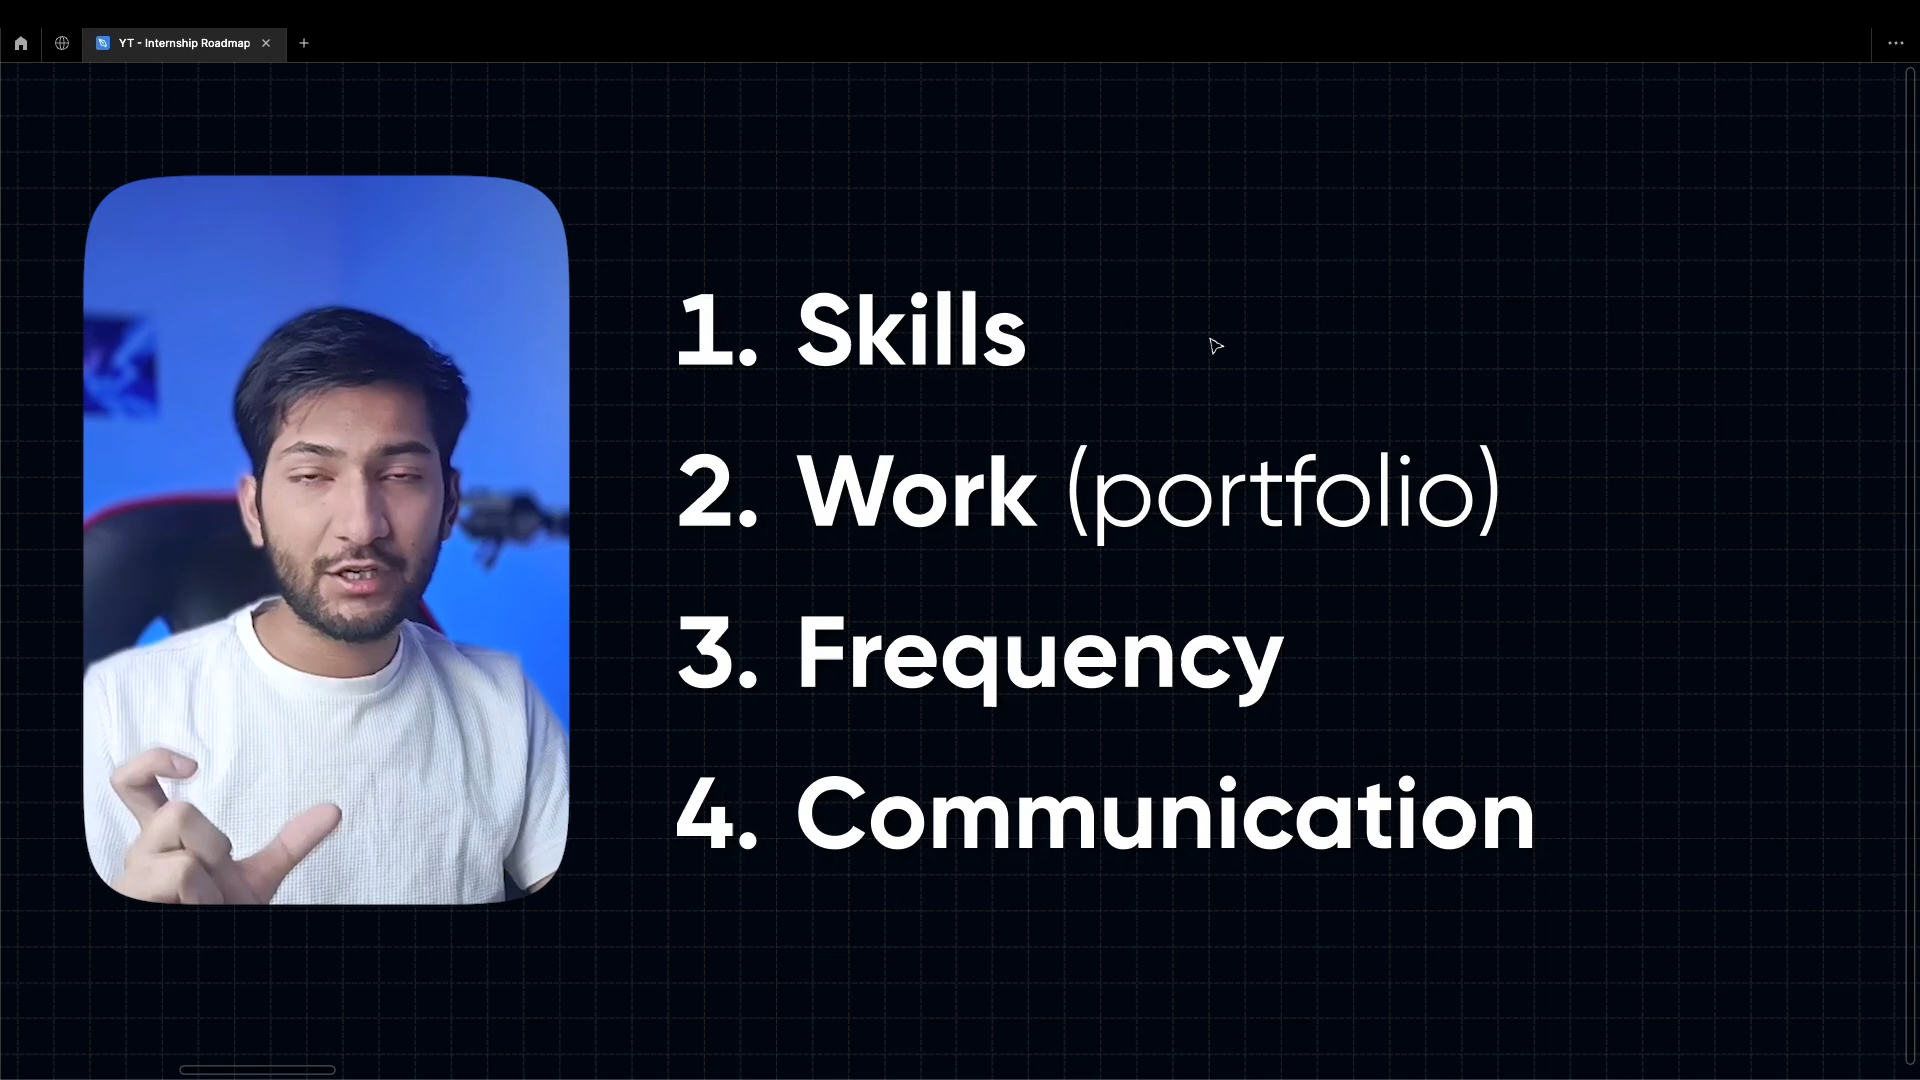 YT - Internship Roadmap
1. Skills
2. Work (portfolio)
3. Frequency
4. Communication